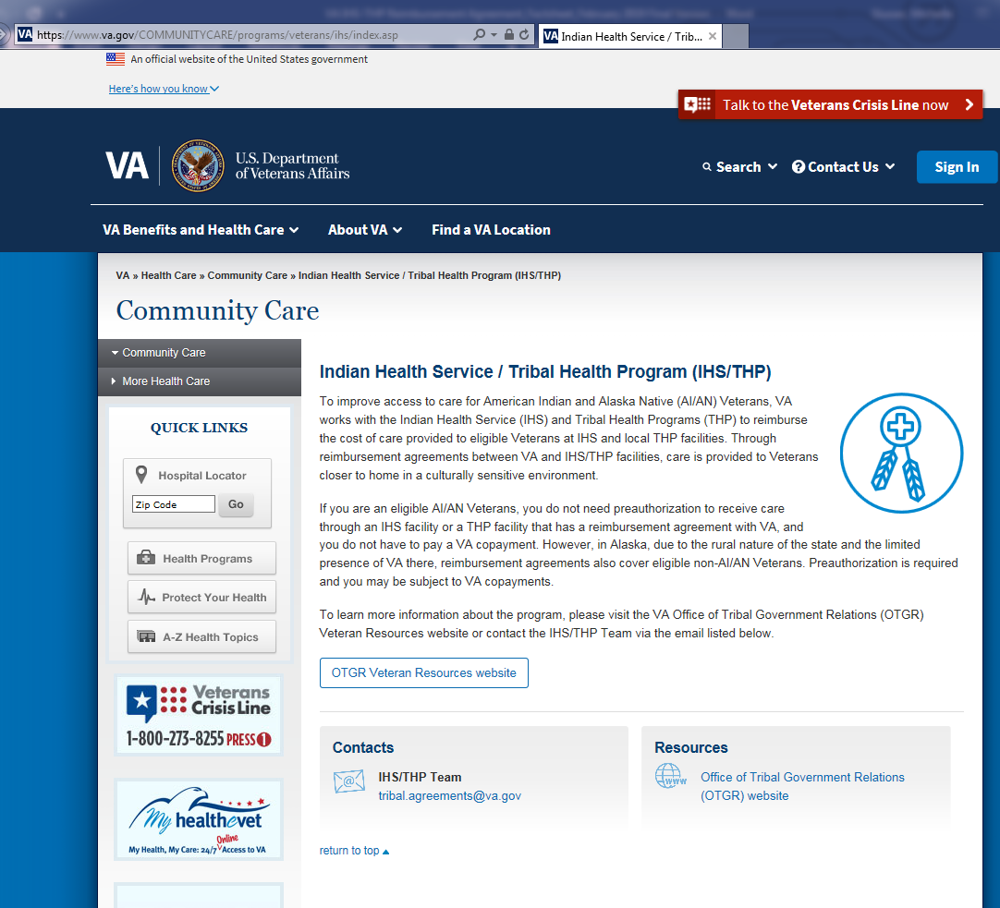 VA https://www.va.gov/COMMUNITYCARE/programs/veterans/ihs/index.asp
VA Indian Health Service / Trib...
An official website of the United States government
Here's how you know
Talk to the Veterans Crisis Line now
VA
U.S. Department
of Veterans Affairs
Search
Contact Us
Sign In
VA Benefits and Health Care
About VA
Find a VA Location
VA » Health Care » Community Care » Indian Health Service / Tribal Health Program (IHS/THP)
Community Care
Community Care
More Health Care
QUICK LINKS
Hospital Locator
Zip Code
Go
Health Programs
Protect Your Health
A-Z Health Topics
Veterans
Crisis Line
1-800-273-8255 PRESS 1
My healthevet
My Health, My Care: 24/7 Online Access to VA
Indian Health Service / Tribal Health Program (IHS/THP)
To improve access to care for American Indian and Alaska Native (AI/AN) Veterans, VA
works with the Indian Health Service (IHS) and Tribal Health Programs (THP) to reimburse
the cost of care provided to eligible Veterans at IHS and local THP facilities. Through
reimbursement agreements between VA and IHS/THP facilities, care is provided to Veterans
closer to home in a culturally sensitive environment.
If you are an eligible AI/AN Veterans, you do not need preauthorization to receive care
through an IHS facility or a THP facility that has a reimbursement agreement with VA, and
you do not have to pay a VA copayment. However, in Alaska, due to the rural nature of the state and the limited
presence of VA there, reimbursement agreements also cover eligible non-AI/AN Veterans. Preauthorization is required
and you may be subject to VA copayments.
To learn more information about the program, please visit the VA Office of Tribal Government Relations (OTGR)
Veteran Resources website or contact the IHS/THP Team via the email listed below.
OTGR Veteran Resources website
Contacts
IHS/THP Team
tribal.agreements@va.gov
Resources
www
Office of Tribal Government Relations
(OTGR) website
return to top